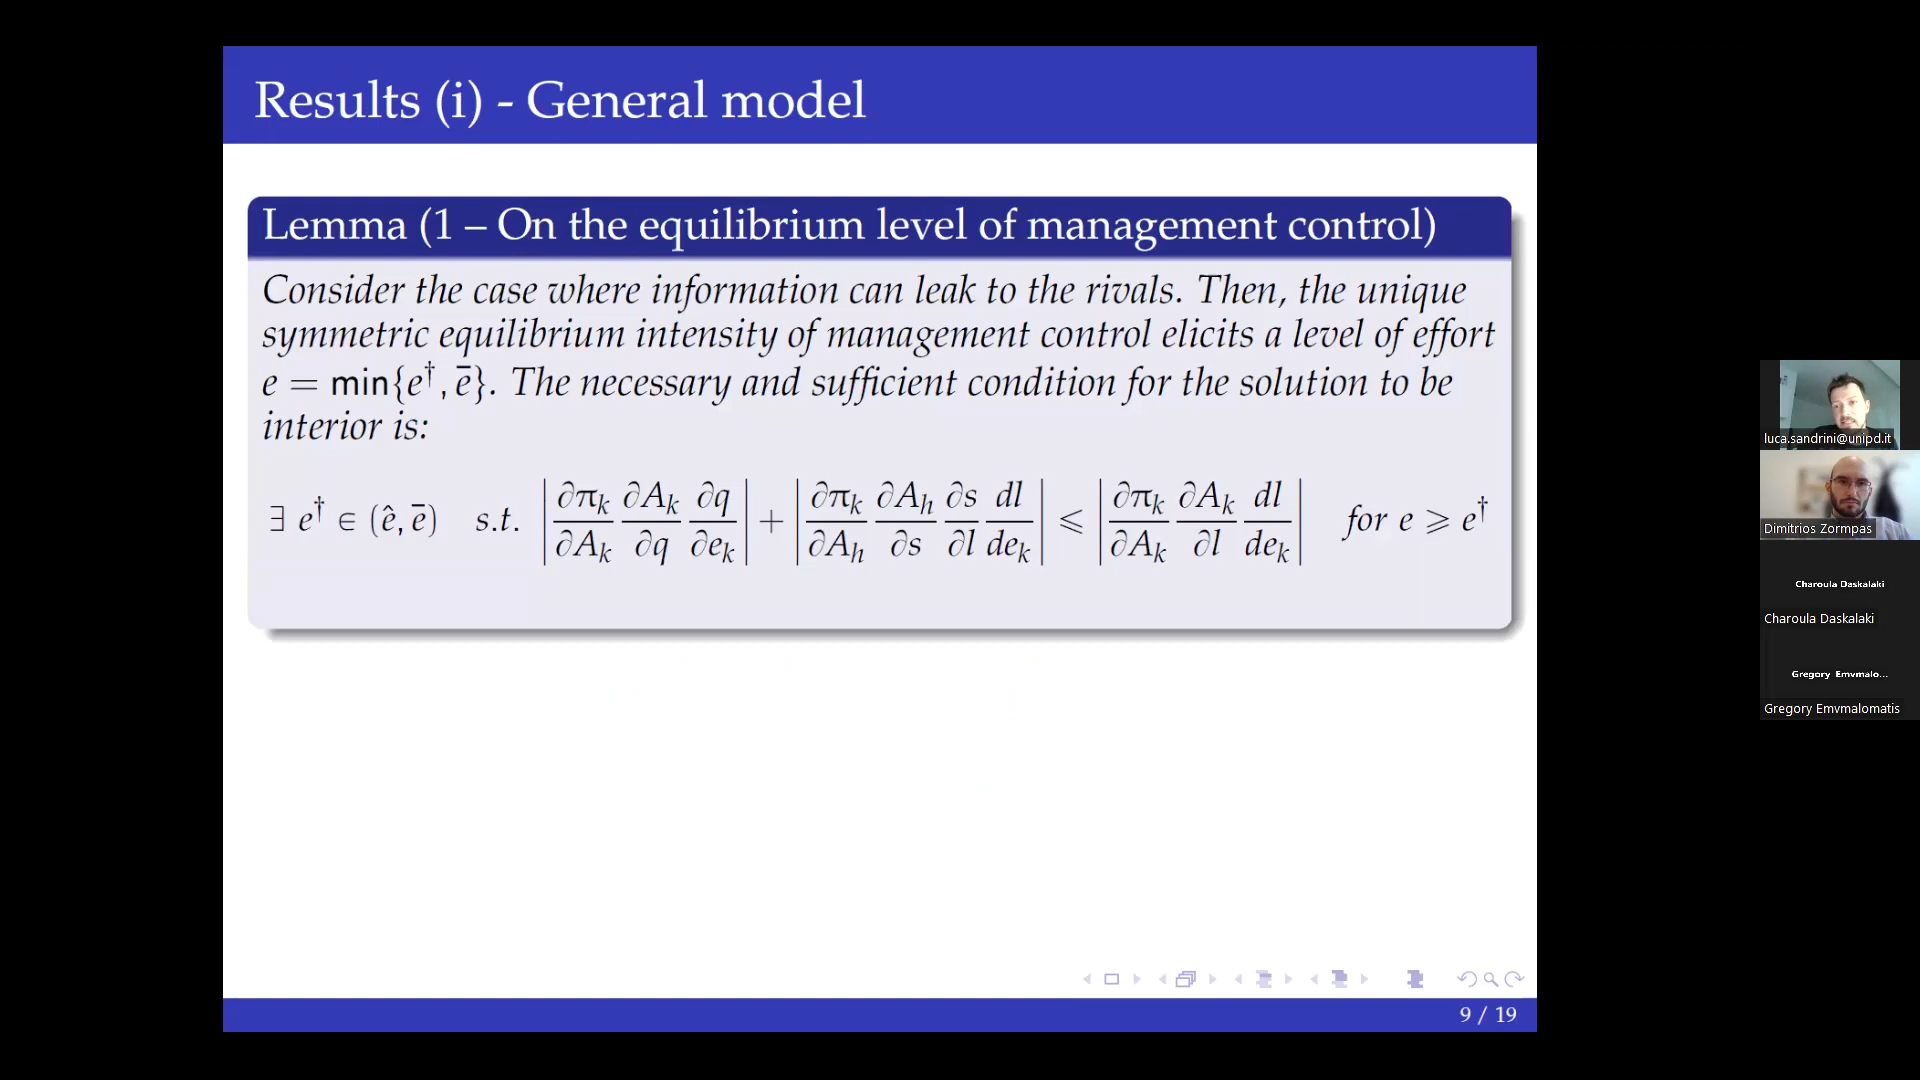 Results (i) - General model
Lemma (1 – On the equilibrium level of management control)
Consider the case where information can leak to the rivals. Then, the unique
symmetric equilibrium intensity of management control elicits a level of effort
e = min{e†, ē}. The necessary and sufficient condition for the solution to be
interior is:
∃ e† ∈ (ê, ē) s.t. |∂πk/∂Ak ∂Ak/∂q ∂q/∂ek| + |∂πk/∂Ah ∂Ah/∂s ∂s/∂l dl/dek| ⩽ |∂πk/∂Ak ∂Ak/∂l dl/dek| for e ⩾ e†
9 / 19
luca.sandrini@unipd.it
Dimitrios Zormpas
Charoula Daskalaki
Charoula Daskalaki
Gregory Emvmalo...
Gregory Emvmalomatis